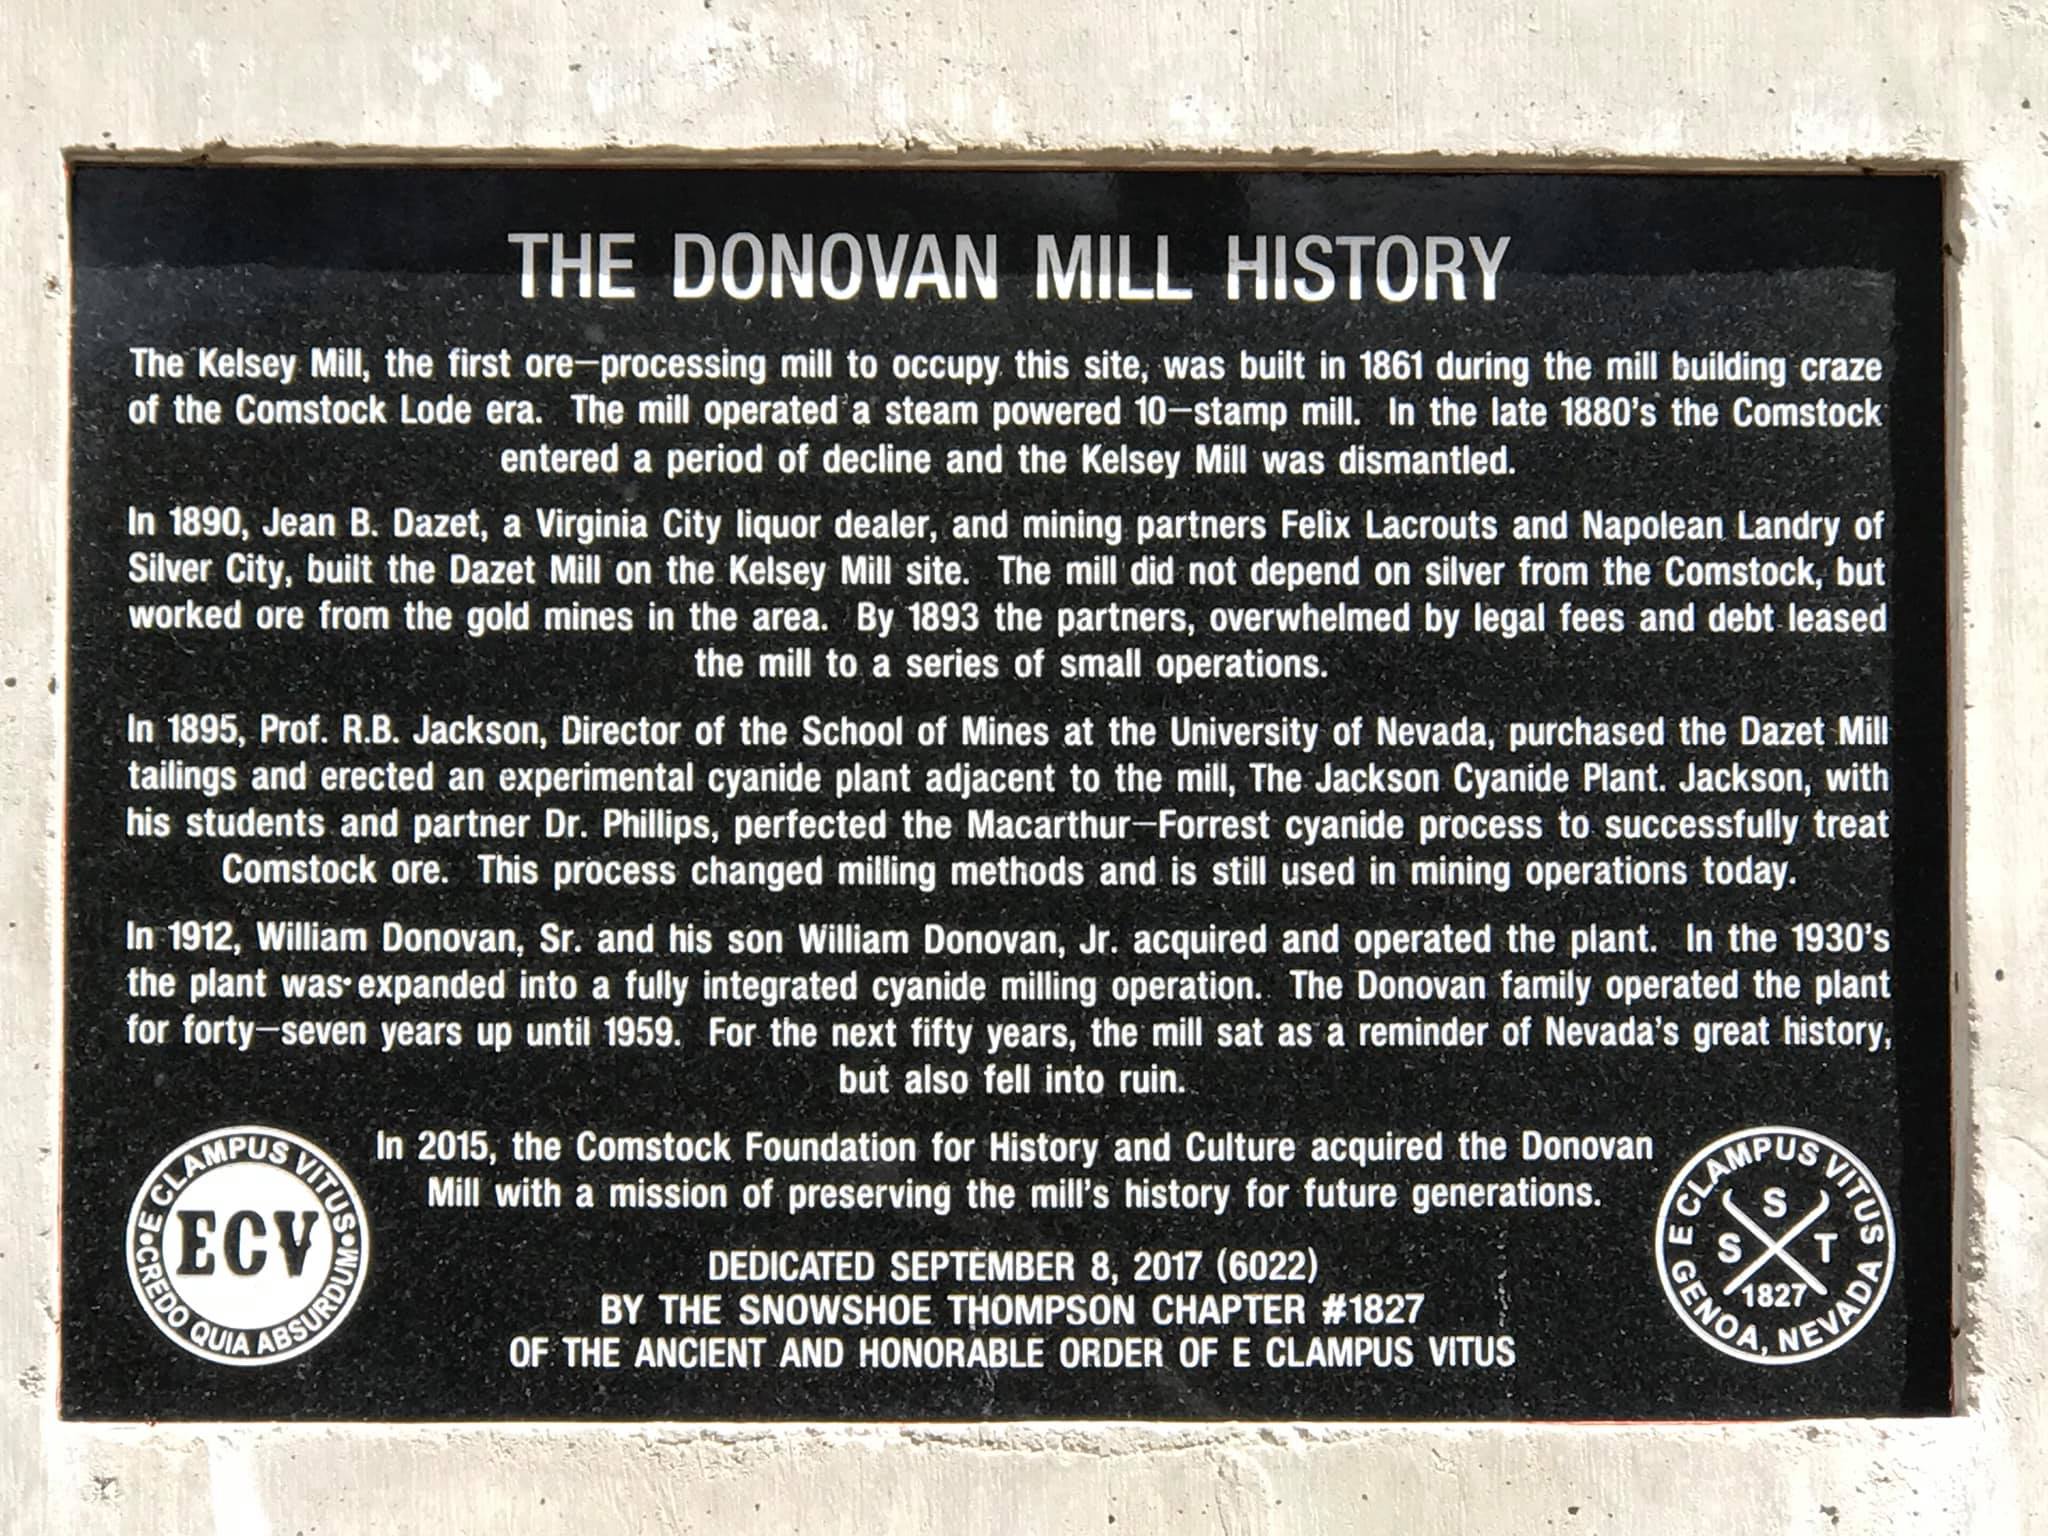 THE DONOVAN MILL HISTORY
The Kelsey Mill, the first ore—processing mill to occupy this site, was built in 1861 during the mill building craze
of the Comstock Lode era. The mill operated a steam powered 10—stamp mill. In the late 1880's the Comstock
entered a period of decline and the Kelsey Mill was dismantled.
In 1890, Jean B. Dazet, a Virginia City liquor dealer, and mining partners Felix Lacrouts and Napolean Landry of
Silver City, built the Dazet Mill on the Kelsey Mill site. The mill did not depend on silver from the Comstock, but
worked ore from the gold mines in the area. By 1893 the partners, overwhelmed by legal fees and debt leased
the mill to a series of small operations.
In 1895, Prof. R.B. Jackson, Director of the School of Mines at the University of Nevada, purchased the Dazet Mill
tailings and erected an experimental cyanide plant adjacent to the mill, The Jackson Cyanide Plant. Jackson, with
his students and partner Dr. Phillips, perfected the Macarthur—Forrest cyanide process to successfully treat
Comstock ore. This process changed milling methods and is still used in mining operations today.
In 1912, William Donovan, Sr. and his son William Donovan, Jr. acquired and operated the plant. In the 1930's
the plant was expanded into a fully integrated cyanide milling operation. The Donovan family operated the plant
for forty—seven years up until 1959. For the next fifty years, the mill sat as a reminder of Nevada's great history,
but also fell into ruin.
In 2015, the Comstock Foundation for History and Culture acquired the Donovan
Mill with a mission of preserving the mill's history for future generations.
DEDICATED SEPTEMBER 8, 2017 (6022)
BY THE SNOWSHOE THOMPSON CHAPTER #1827
OF THE ANCIENT AND HONORABLE ORDER OF E CLAMPUS VITUS
E CLAMPUS VITUS
ECV
CREDO QUIA ABSURDUM
E CLAMPUS VITUS
S
S T
1827
GENOA, NEVADA